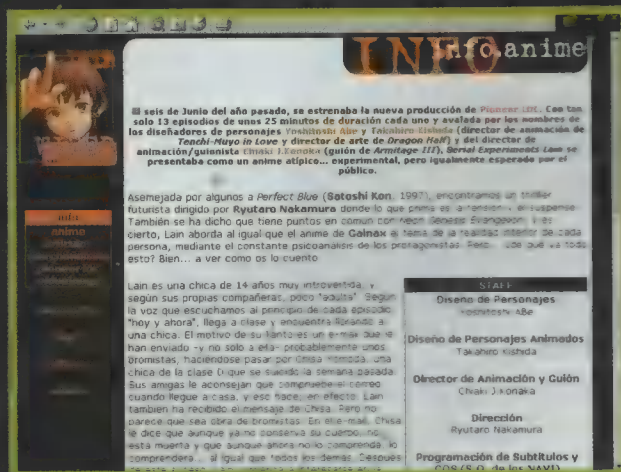 INFO
info.anime
El seis de Junio del año pasado, se estrenaba la nueva producción de Pioneer LDC. Con tan
solo 13 episodios de unos 25 minutos de duración cada uno y avalada por los nombres de
los diseñadores de personajes Yoshitoshi Abe y Takahiro Kishida (director de animación de
Tenchi-Muyo in Love y director de arte de Dragon Half) y del director de
animación/guionista Chiaki J.Konaka (guión de Armitage III), Serial Experiments Lain se
presentaba como un anime atípico... experimental, pero igualmente esperado por el
público.
Asemejada por algunos a Perfect Blue (Satoshi Kon, 1997), encontramos un thriller
futurista dirigido por Ryutaro Nakamura donde lo que prima es la tensión y el suspense.
También se ha dicho que tiene puntos en común con Neon Genesis Evangelion, y es
cierto, Lain aborda al igual que el anime de Gainax el tema de la realidad interior de cada
persona, mediante el constante psicoanálisis de los protagonistas. Pero... ¿de qué va todo
esto? Bien... a ver como os lo cuento.
info
anime
Lain es una chica de 14 años muy introvertida, y
según sus propias compañeras, poco "adulta". Según
la voz que escuchamos al principio de cada episodio
"hoy y ahora", llega a clase y encuentra llorando a
una chica. El motivo de su llanto es un e-mail que le
han enviado -y no solo a ella- probablemente unos
bromistas, haciéndose pasar por Chisa Yomoda, una
chica de la clase D que se suicidó la semana pasada.
Sus amigas le aconsejan que compruebe el correo
cuando llegue a casa, y eso hace, en efecto. Lain
tambien ha recibido el mensaje de Chisa. Pero no
parece que sea obra de bromistas. En el e-mail, Chisa
le dice que aunque ya no conserva su cuerpo, no
está muerta y que aunque ahora no lo comprenda, lo
comprenderá... al igual que todos los demás. Después
STAFF
Diseño de Personajes
Yoshitoshi ABe
Diseño de Personajes Animados
Takahiro Kishida
Director de Animación y Guión
Chiaki J.Konaka
Dirección
Ryutaro Nakamura
Programación de Subtítulos y
COS (S.O. de los NAVI)